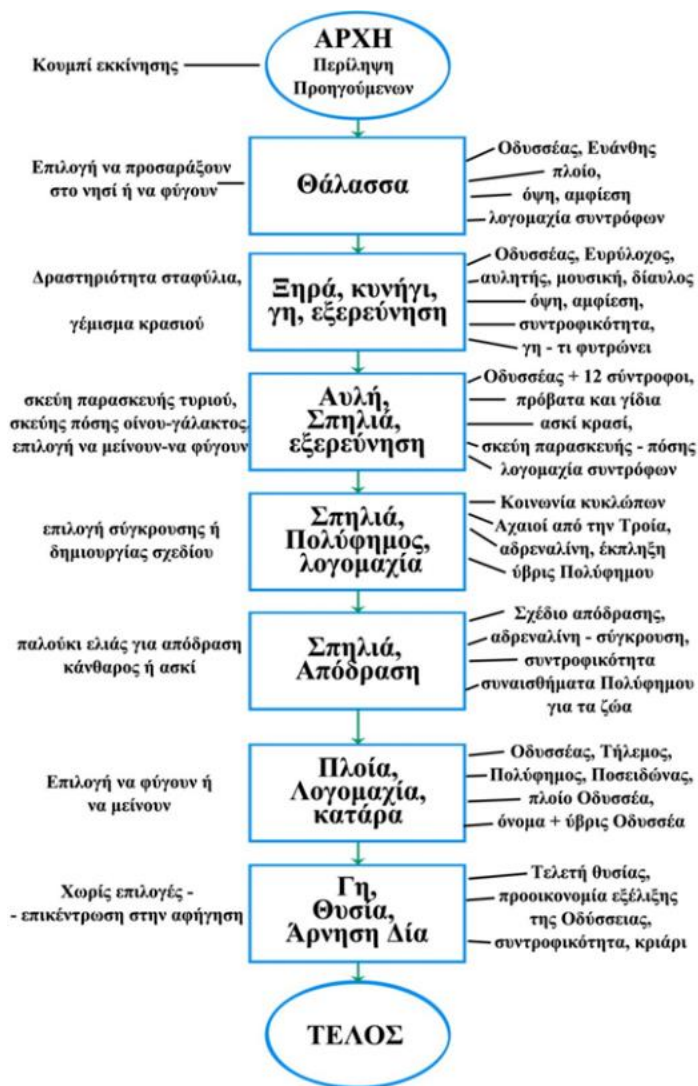 ΑΡΧΗ
Περίληψη
Προηγούμενων
Κουμπί εκκίνησης
Επιλογή να προσαράξουν
στο νησί ή να φύγουν
Θάλασσα
Οδυσσέας, Ευάνθης
πλοίο,
όψη, αμφίεση
λογομαχία συντρόφων
Δραστηριότητα σταφύλια,
γέμισμα κρασιού
Ξηρά, κυνήγι,
γη, εξερεύνηση
Οδυσσέας, Ευρύλοχος,
αυλητής, μουσική, δίαυλος
όψη, αμφίεση,
συντροφικότητα,
γη - τι φυτρώνει
σκεύη παρασκευής τυριού,
σκεύης πόσης οίνου-γάλακτος,
επιλογή να μείνουν-να φύγουν
Αυλή,
Σπηλιά,
εξερεύνηση
Οδυσσέας + 12 σύντροφοι,
πρόβατα και γίδια
ασκί κρασί,
σκεύη παρασκευής - πόσης
λογομαχία συντρόφων
επιλογή σύγκρουσης ή
δημιουργίας σχεδίου
Σπηλιά,
Πολύφημος,
λογομαχία
Κοινωνία κυκλώπων
Αχαιοί από την Τροία,
αδρεναλίνη, έκπληξη
ύβρις Πολύφημου
παλούκι ελιάς για απόδραση
κάνθαρος ή ασκί
Σπηλιά,
Απόδραση
Σχέδιο απόδρασης,
αδρεναλίνη - σύγκρουση,
συντροφικότητα
συναισθήματα Πολύφημου
για τα ζώα
Επιλογή να φύγουν ή
να μείνουν
Πλοία,
Λογομαχία,
κατάρα
Οδυσσέας, Τήλεμος,
Πολύφημος, Ποσειδώνας,
πλοίο Οδυσσέα,
όνομα + ύβρις Οδυσσέα
Χωρίς επιλογές -
- επικέντρωση στην αφήγηση
Γη,
Θυσία,
Άρνηση Δία
Τελετή θυσίας,
προοικονομία εξέλιξης
της Οδύσσειας,
συντροφικότητα, κριάρι
ΤΕΛΟΣ